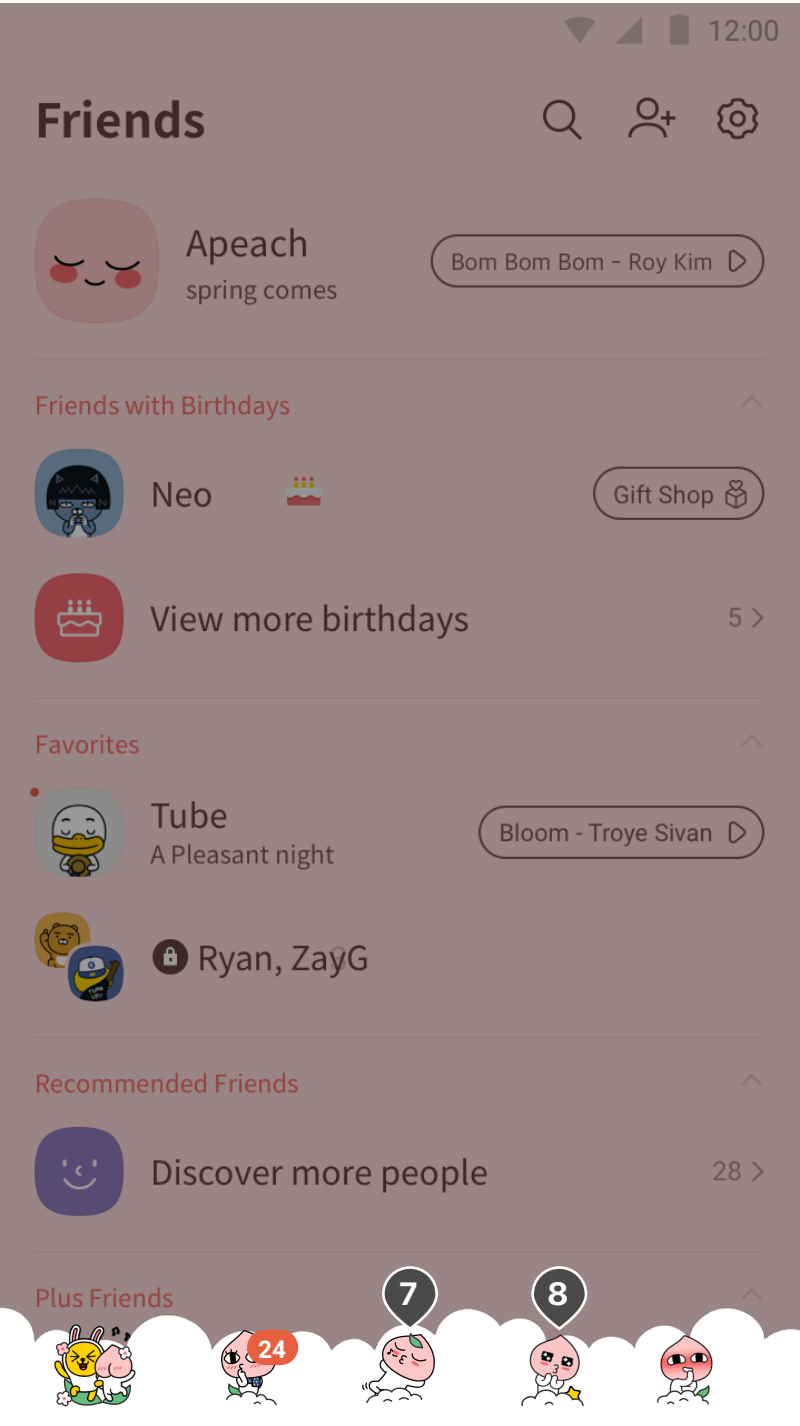 12:00
Friends
Apeach
spring comes
Bom Bom Bom - Roy Kim
Friends with Birthdays
Neo
Gift Shop
View more birthdays
5
Favorites
Tube
A Pleasant night
Bloom - Troye Sivan
Ryan, ZayG
Recommended Friends
Discover more people
28
Plus Friends
7
8
24